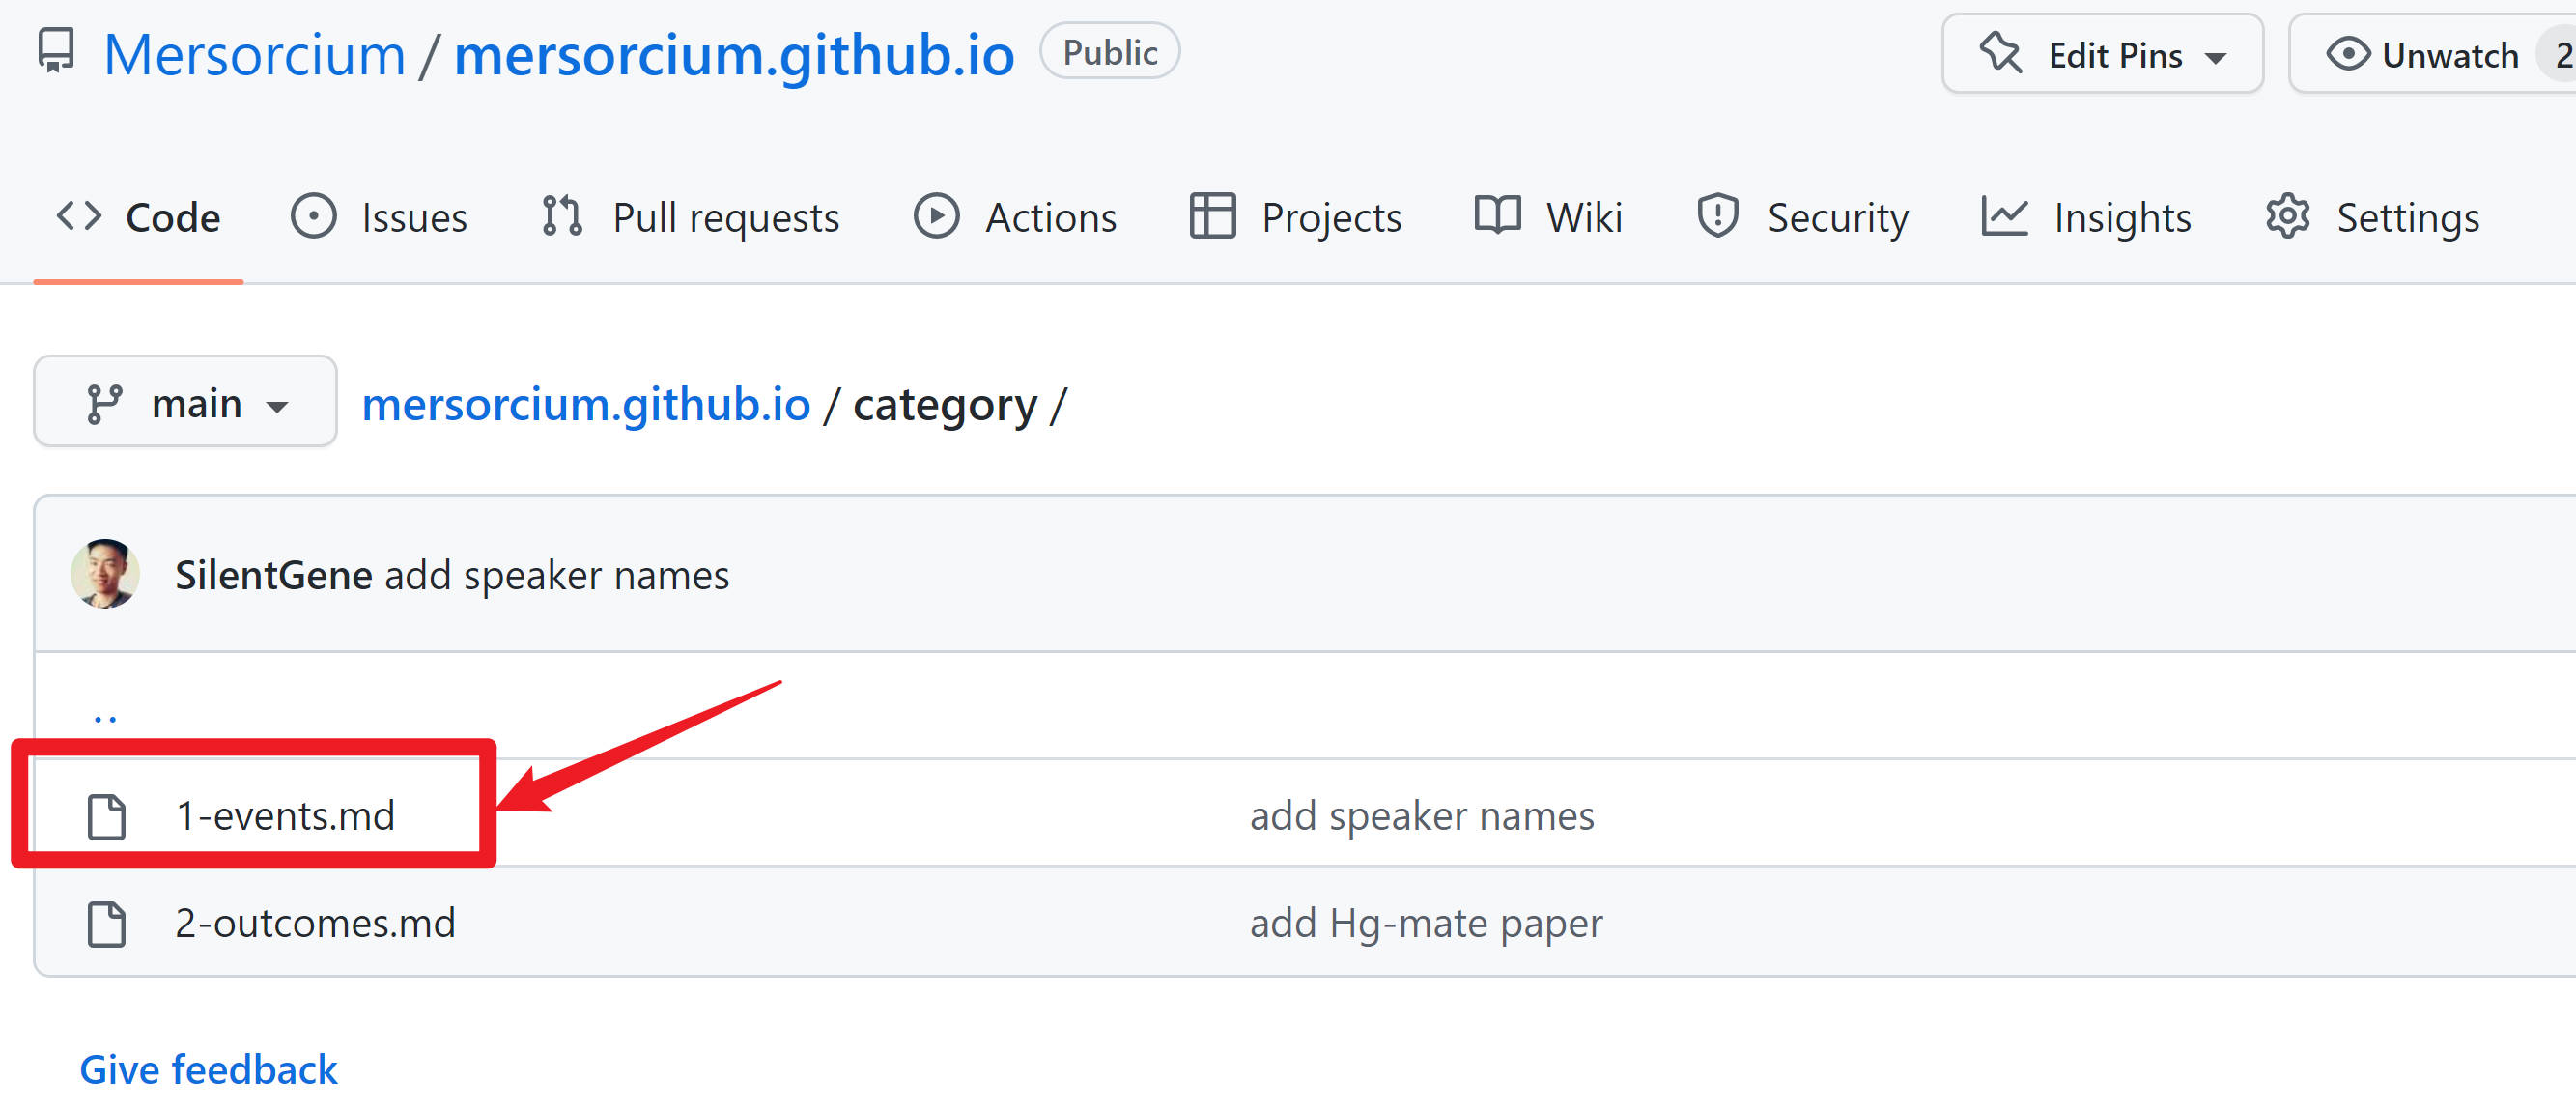 Mersorcium / mersorcium.github.io Public Edit Pins Unwatch 2
Code Issues Pull requests Actions Projects Wiki Security Insights Settings
main mersorcium.github.io / category /
SilentGene add speaker names
..
1-events.md add speaker names
2-outcomes.md add Hg-mate paper
Give feedback